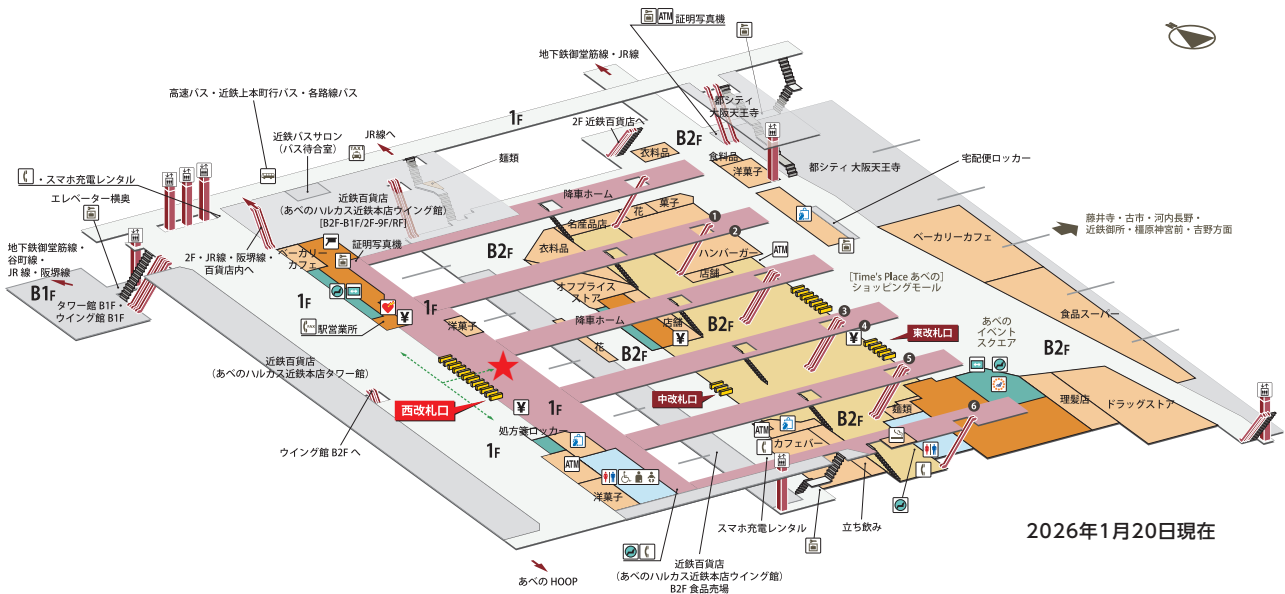 ATM 証明写真機
地下鉄御堂筋線・JR線
高速バス・近鉄上本町行バス・各路線バス
1F
都シティ
大阪天王寺
近鉄バスサロン
(バス待合室)
JR線へ
TAXI
2F 近鉄百貨店へ
B2F
麺類
衣料品
食料品
洋菓子
都シティ 大阪天王寺
宅配便ロッカー
・スマホ充電レンタル
エレベーター横奥
近鉄百貨店
(あべのハルカス近鉄本店ウイング館)
[B2F-B1F/2F-9F/RF]
降車ホーム
名産品店
花
菓子
1
2
藤井寺・古市・河内長野・
近鉄御所・橿原神宮前・吉野方面
ベーカリーカフェ
地下鉄御堂筋線・
谷町線・
JR 線・阪堺線
2F・JR線・阪堺線・
百貨店内へ
ベーカリー
カフェ
証明写真機
B2F
衣料品
ハンバーガー
店舗
ATM
[Time's Place あべの]
ショッピングモール
B1F
タワー館 B1F・
ウイング館 B1F
1F
1F
オフプライス
ストア
食品スーパー
FAX
駅営業所
¥
洋菓子
降車ホーム
店舗
¥
B2F
3
4
¥
東改札口
あべの
イベント
スクエア
花
B2F
B2F
5
近鉄百貨店
(あべのハルカス近鉄本店タワー館)
西改札口
¥
1F
中改札口
麺類
6
理髪店
ドラッグストア
B2F
処方箋ロッカー
1F
ATM
カフェバー
ウイング館 B2F へ
ATM
洋菓子
スマホ充電レンタル
立ち飲み
2026年1月20日現在
近鉄百貨店
(あべのハルカス近鉄本店ウイング館)
B2F 食品売場
あべの HOOP